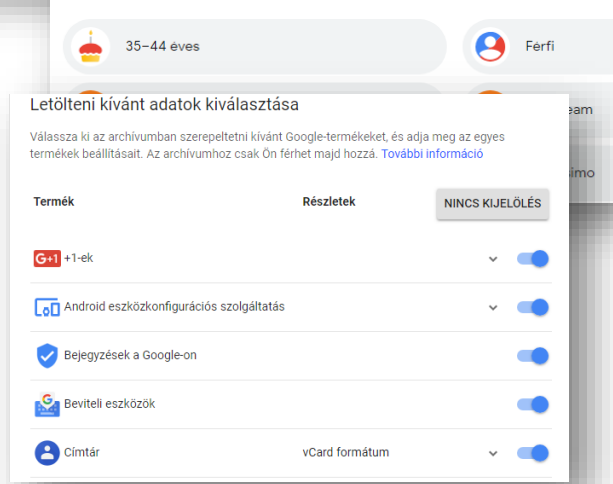 35–44 éves
Férfi
Letölteni kívánt adatok kiválasztása
Válassza ki az archívumban szerepeltetni kívánt Google-termékeket, és adja meg az egyes
termékek beállításait. Az archívumhoz csak Ön férhet majd hozzá. További információ
Termék Részletek NINCS KIJELÖLÉS
G+1 +1-ek
Android eszközkonfigurációs szolgáltatás
Bejegyzések a Google-on
Beviteli eszközök
Címtár vCard formátum